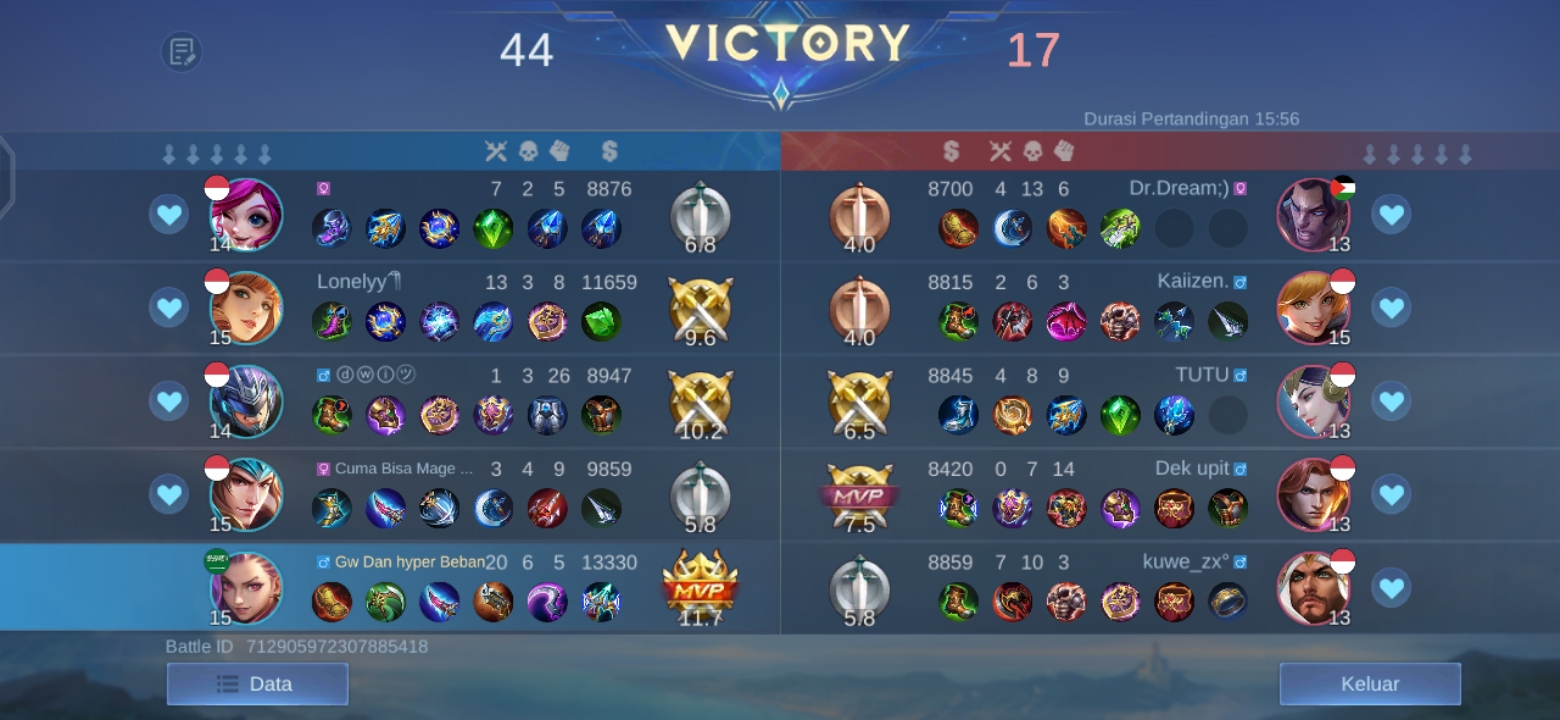 44 VICTORY 17
Durasi Pertandingan 15:56
7 2 5 8876
14 6.8
8700 4 13 6 Dr.Dream;)
4.0 13
Lonelyy 13 3 8 11659
15 9.6
8815 2 6 3 Kaiizen.
4.0 15
ⓓⓦⓘツ 1 3 26 8947
14 10.2
8845 4 8 9 TUTU
6.5 13
Cuma Bisa Mage ... 3 4 9 9859
15 5.8
8420 0 7 14 Dek upit
MVP
7.5 13
Gw Dan hyper Beban 20 6 5 13330
MVP
15 11.7
8859 7 10 3 kuwe_zx°
5.8 13
Battle ID 712905972307885418
Data
Keluar